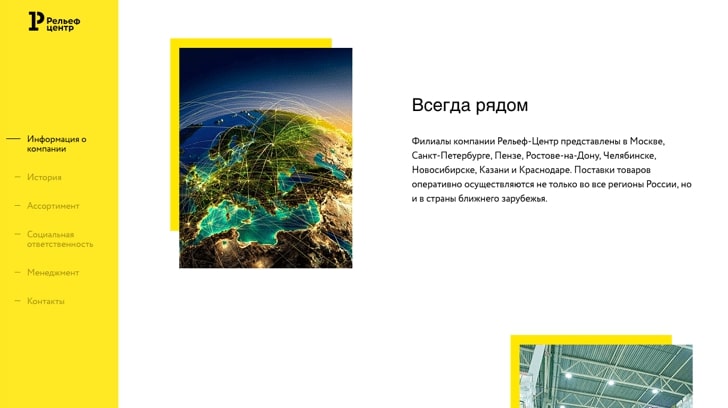 Рельеф
центр
Информация о
компании
История
Ассортимент
Социальная
ответственность
Менеджмент
Контакты
Всегда рядом
Филиалы компании Рельеф-Центр представлены в Москве,
Санкт-Петербурге, Пензе, Ростове-на-Дону, Челябинске,
Новосибирске, Казани и Краснодаре. Поставки товаров
оперативно осуществляются не только во все регионы России, но
и в страны ближнего зарубежья.